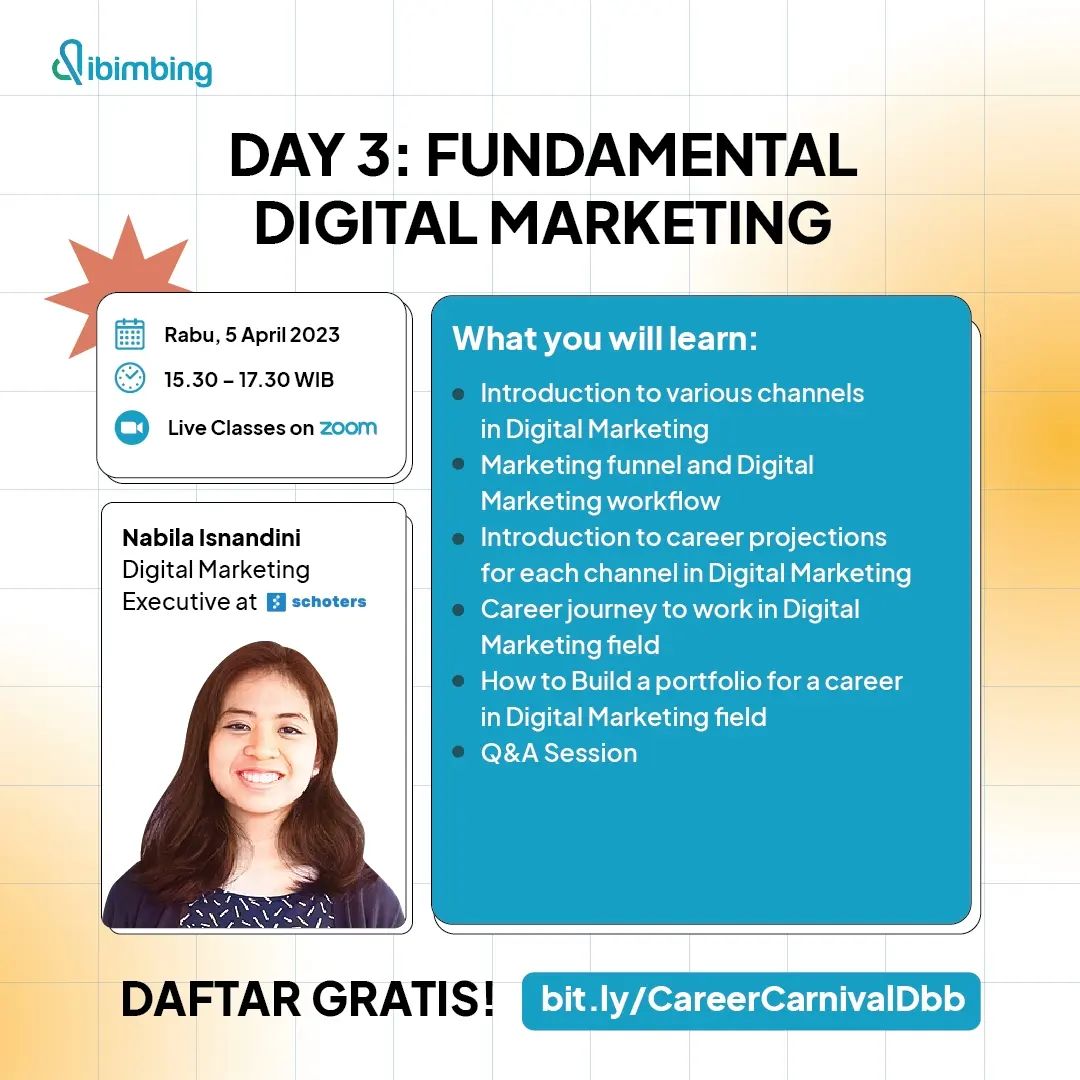 dibimbing
DAY 3: FUNDAMENTAL
DIGITAL MARKETING
Rabu, 5 April 2023
15.30 – 17.30 WIB
Live Classes on zoom
Nabila Isnandini
Digital Marketing
Executive at schoters
What you will learn:
Introduction to various channels
in Digital Marketing
Marketing funnel and Digital
Marketing workflow
Introduction to career projections
for each channel in Digital Marketing
Career journey to work in Digital
Marketing field
How to Build a portfolio for a career
in Digital Marketing field
Q&A Session
DAFTAR GRATIS!
bit.ly/CareerCarnivalDbb